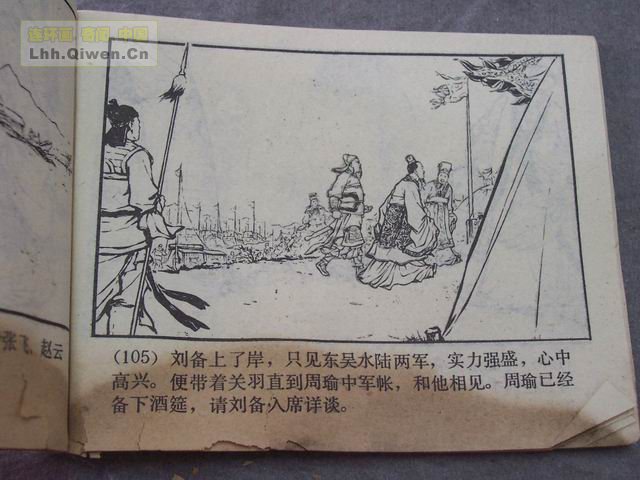 连环画.奇闻.中国
Lhh.Qiwen.Cn
张飞、赵云
(105) 刘备上了岸，只见东吴水陆两军，实力强盛，心中
高兴。便带着关羽直到周瑜中军帐，和他相见。周瑜已经
备下酒筵，请刘备入席详谈。